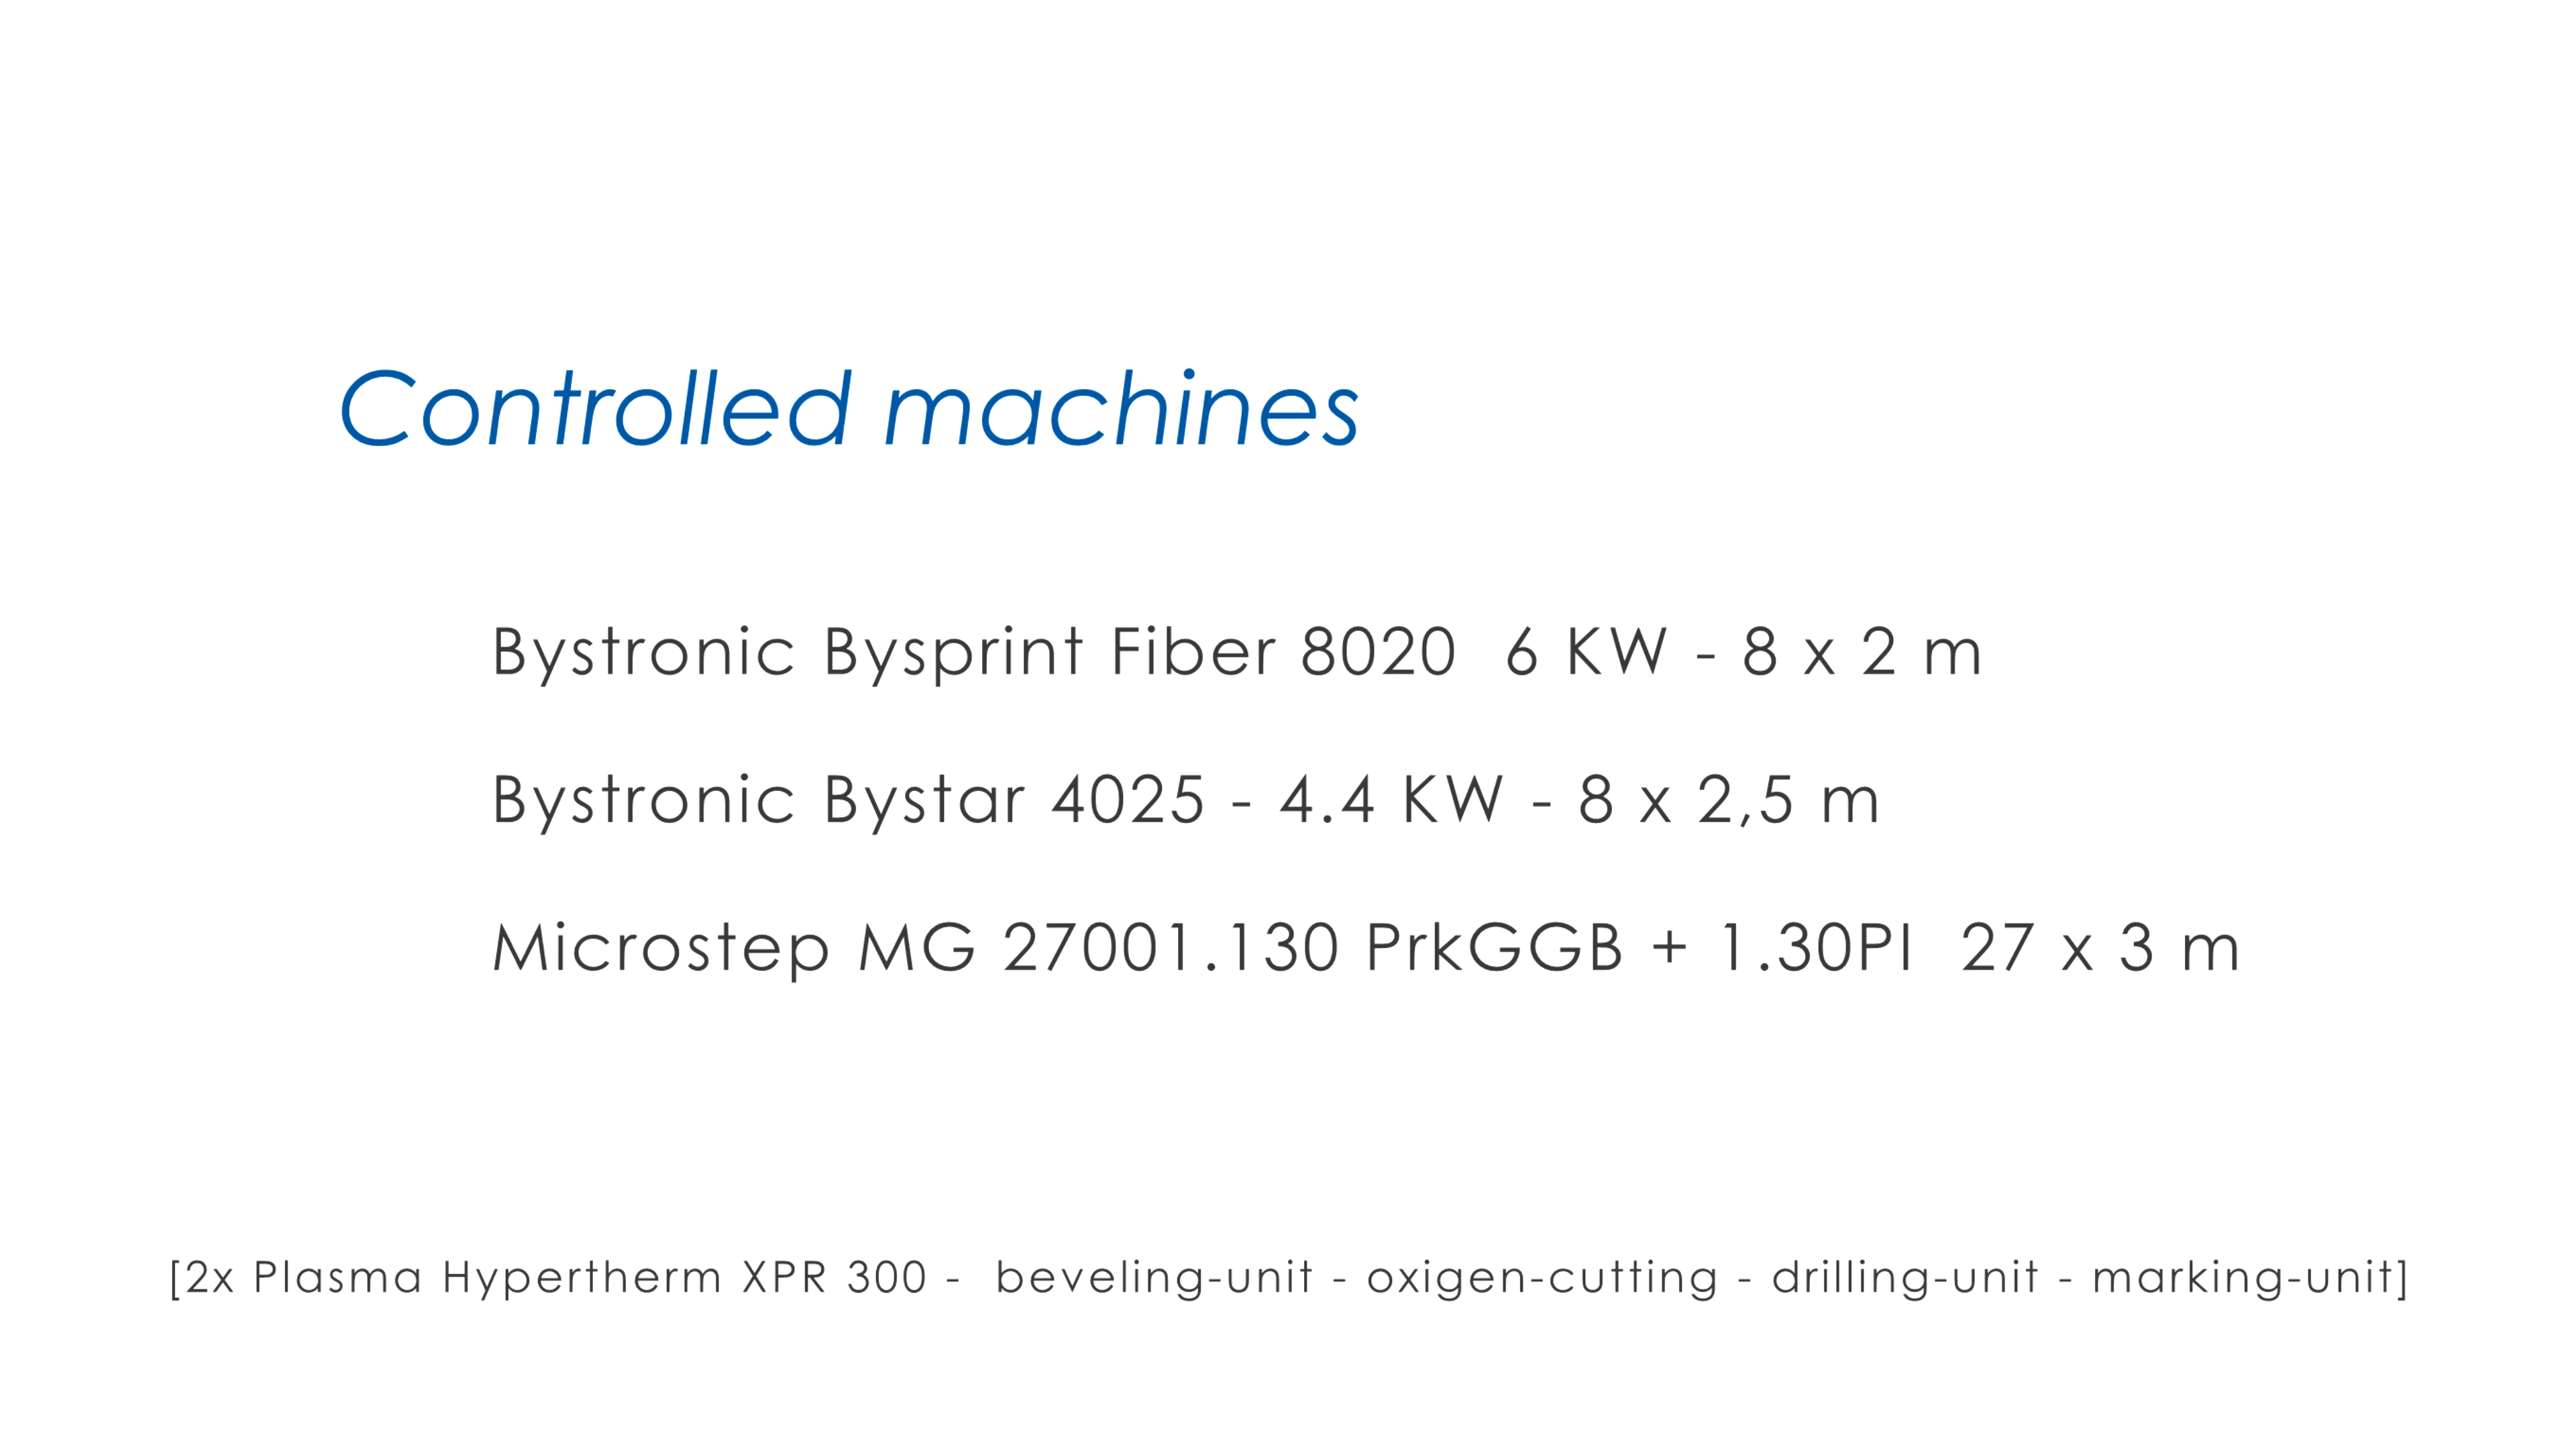 Controlled machines
Bystronic Bysprint Fiber 8020  6 KW - 8 x 2 m
Bystronic Bystar 4025 - 4.4 KW - 8 x 2,5 m
Microstep MG 27001.130 PrkGGB + 1.30PI  27 x 3 m
[2x Plasma Hypertherm XPR 300 -  beveling-unit - oxigen-cutting - drilling-unit - marking-unit]